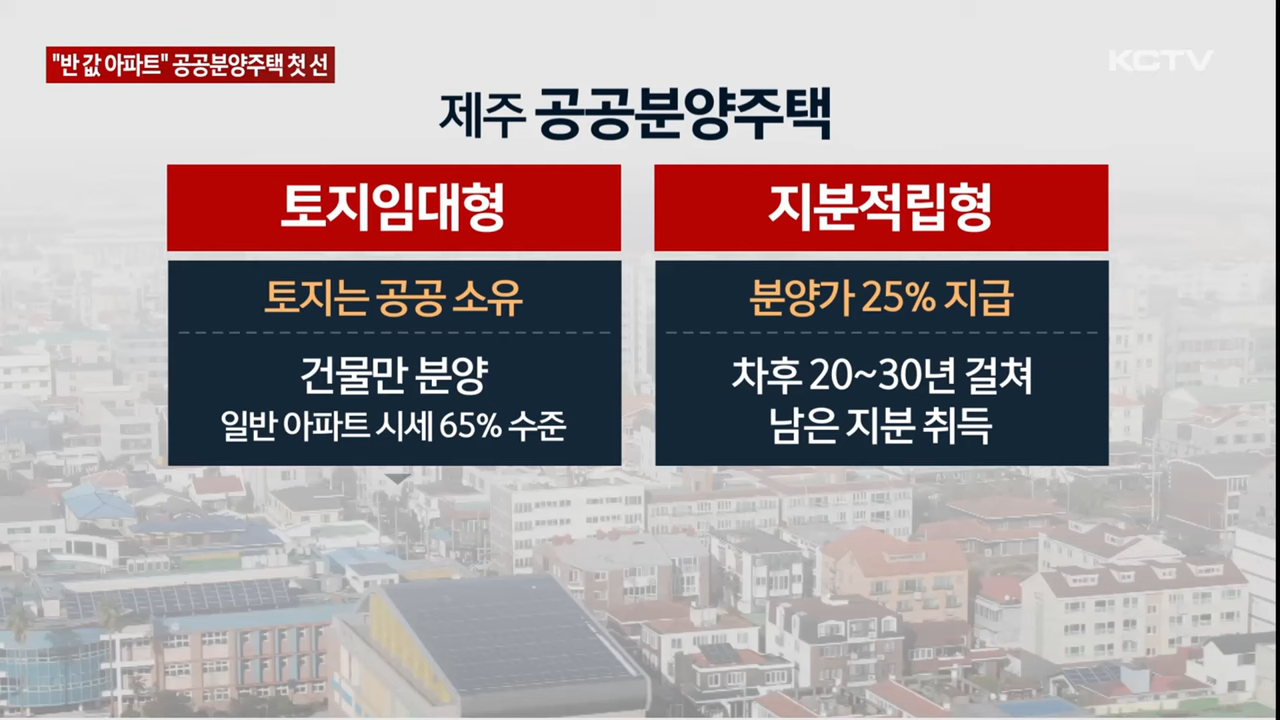 "반 값 아파트" 공공분양주택 첫 선
KCTV
제주 공공분양주택
토지임대형
토지는 공공 소유
건물만 분양
일반 아파트 시세 65% 수준
지분적립형
분양가 25% 지급
차후 20~30년 걸쳐
남은 지분 취득